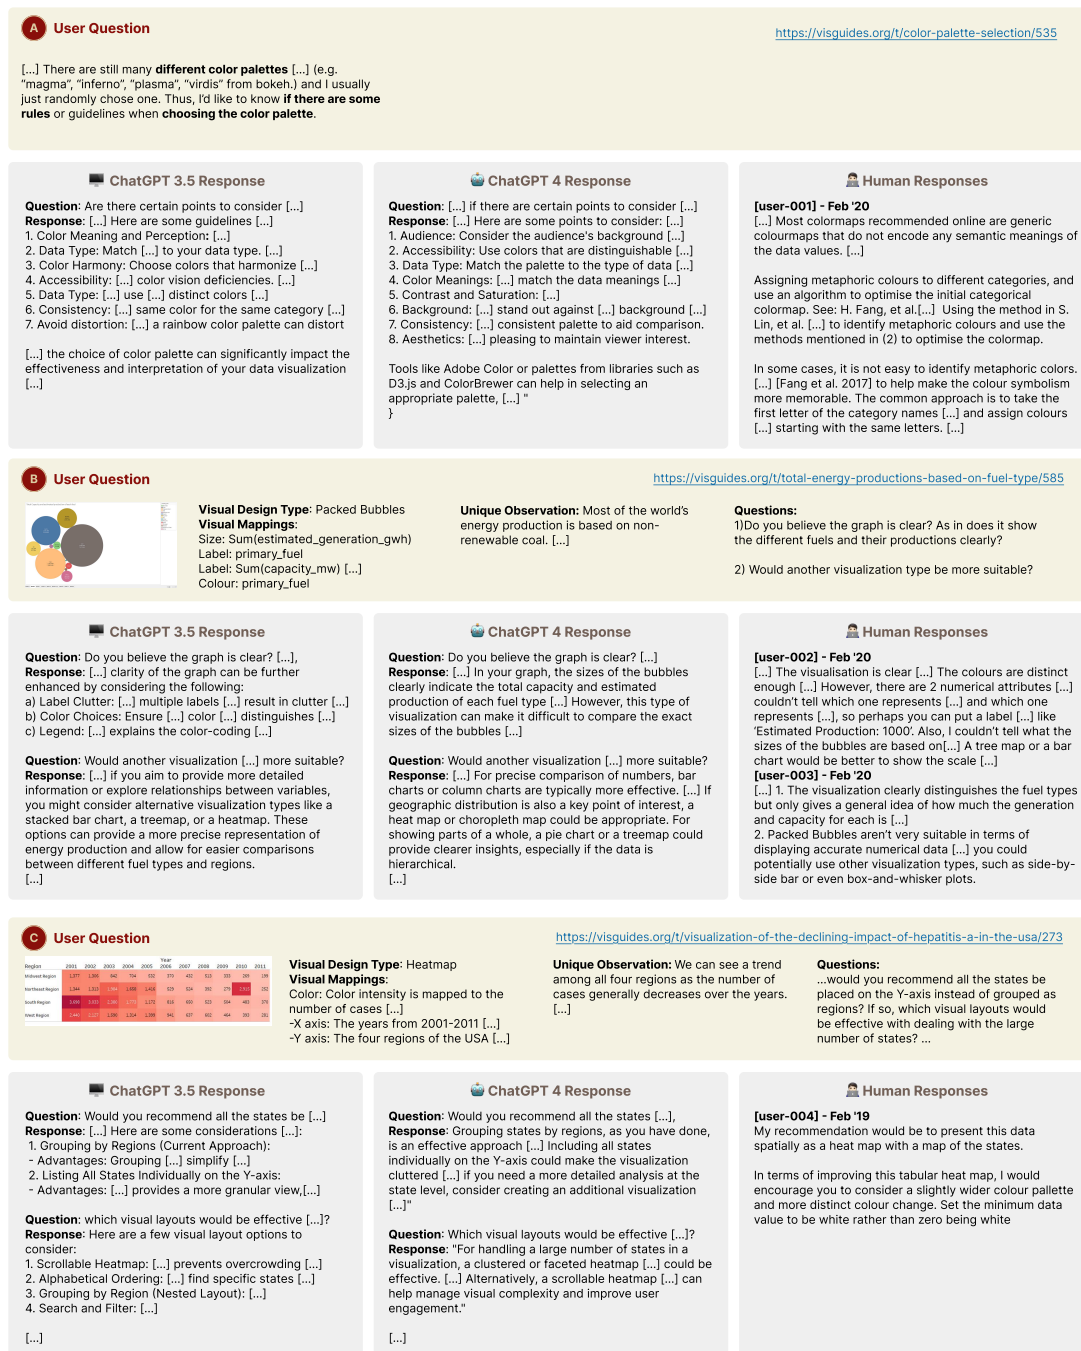 A User Question
https://visguides.org/t/color-palette-selection/535
[...] There are still many different color palettes [...] (e.g.
"magma", "inferno", "plasma", "virdis" from bokeh.) and I usually
just randomly chose one. Thus, I'd like to know if there are some
rules or guidelines when choosing the color palette.
ChatGPT 3.5 Response
Question: Are there certain points to consider [...]
Response: [...] Here are some guidelines [...]
1. Color Meaning and Perception: [...]
2. Data Type: Match [...] to your data type. [...]
3. Color Harmony: Choose colors that harmonize [...]
4. Accessibility: [...] color vision deficiencies. [...]
5. Data Type: [...] use [...] distinct colors [...]
6. Consistency: [...] same color for the same category [...]
7. Avoid distortion: [...] a rainbow color palette can distort
[...] the choice of color palette can significantly impact the
effectiveness and interpretation of your data visualization
[...]
ChatGPT 4 Response
Question: [...] if there are certain points to consider [...]
Response: [...] Here are some points to consider: [...]
1. Audience: Consider the audience's background [...]
2. Accessibility: Use colors that are distinguishable [...]
3. Data Type: Match the palette to the type of data [...]
4. Color Meanings: [...] match the data meanings [...]
5. Contrast and Saturation: [...]
6. Background: [...] stand out against [...] background [...]
7. Consistency: [...] consistent palette to aid comparison.
8. Aesthetics: [...] pleasing to maintain viewer interest.
Tools like Adobe Color or palettes from libraries such as
D3.js and ColorBrewer can help in selecting an
appropriate palette, [...] "
}
Human Responses
[user-001] - Feb '20
[...] Most colormaps recommended online are generic
colourmaps that do not encode any semantic meanings of
the data values. [...]
Assigning metaphoric colours to different categories, and
use an algorithm to optimise the initial categorical
colormap. See: H. Fang, et al.[...] Using the method in S.
Lin, et al. [...] to identify metaphoric colours and use the
methods mentioned in (2) to optimise the colormap.
In some cases, it is not easy to identify metaphoric colors.
[...] [Fang et al. 2017] to help make the colour symbolism
more memorable. The common approach is to take the
first letter of the category names [...] and assign colours
[...] starting with the same letters. [...]
B User Question
https://visguides.org/t/total-energy-productions-based-on-fuel-type/585
Visual Design Type: Packed Bubbles
Visual Mappings:
Size: Sum(estimated_generation_gwh)
Label: primary_fuel
Label: Sum(capacity_mw) [...]
Colour: primary_fuel
Unique Observation: Most of the world's
energy production is based on non-
renewable coal. [...]
Questions:
1)Do you believe the graph is clear? As in does it show
the different fuels and their productions clearly?
2) Would another visualization type be more suitable?
ChatGPT 3.5 Response
Question: Do you believe the graph is clear? [...],
Response: [...] clarity of the graph can be further
enhanced by considering the following:
a) Label Clutter: [...] multiple labels [...] result in clutter [...]
b) Color Choices: Ensure [...] color [...] distinguishes [...]
c) Legend: [...] explains the color-coding [...]
Question: Would another visualization [...] more suitable?
Response: [...] if you aim to provide more detailed
information or explore relationships between variables,
you might consider alternative visualization types like a
stacked bar chart, a treemap, or a heatmap. These
options can provide a more precise representation of
energy production and allow for easier comparisons
between different fuel types and regions.
[...]
ChatGPT 4 Response
Question: Do you believe the graph is clear? [...]
Response: [...] In your graph, the sizes of the bubbles
clearly indicate the total capacity and estimated
production of each fuel type [...] However, this type of
visualization can make it difficult to compare the exact
sizes of the bubbles [...]
Question: Would another visualization [...] more suitable?
Response: [...] For precise comparison of numbers, bar
charts or column charts are typically more effective. [...] If
geographic distribution is also a key point of interest, a
heat map or choropleth map could be appropriate. For
showing parts of a whole, a pie chart or a treemap could
provide clearer insights, especially if the data is
hierarchical.
[...]
Human Responses
[user-002] - Feb '20
[...] The visualisation is clear [...] The colours are distinct
enough [...] However, there are 2 numerical attributes [...]
couldn't tell which one represents [...] and which one
represents [...], so perhaps you can put a label [...] like
'Estimated Production: 1000'. Also, I couldn't tell what the
sizes of the bubbles are based on[...] A tree map or a bar
chart would be better to show the scale [...]
[user-003] - Feb '20
[...] 1. The visualization clearly distinguishes the fuel types
but only gives a general idea of how much the generation
and capacity for each is [...]
2. Packed Bubbles aren't very suitable in terms of
displaying accurate numerical data [...] you could
potentially use other visualization types, such as side-by-
side bar or even box-and-whisker plots.
C User Question
https://visguides.org/t/visualization-of-the-declining-impact-of-hepatitis-a-in-the-usa/273
Year
Region 2001 2002 2003 2004 2005 2006 2007 2008 2009 2010 2011
Midwest Region
Northeast Region
South Region
West Region
Visual Design Type: Heatmap
Visual Mappings:
Color: Color intensity is mapped to the
number of cases [...]
-X axis: The years from 2001-2011 [...]
-Y axis: The four regions of the USA [...]
Unique Observation: We can see a trend
among all four regions as the number of
cases generally decreases over the years.
[...]
Questions:
...would you recommend all the states be
placed on the Y-axis instead of grouped as
regions? If so, which visual layouts would
be effective with dealing with the large
number of states? ...
ChatGPT 3.5 Response
Question: Would you recommend all the states be [...]
Response: [...] Here are some considerations [...]:
1. Grouping by Regions (Current Approach):
- Advantages: Grouping [...] simplify [...]
2. Listing All States Individually on the Y-axis:
- Advantages: [...] provides a more granular view,[...]
Question: which visual layouts would be effective [...]?
Response: Here are a few visual layout options to
consider:
1. Scrollable Heatmap: [...] prevents overcrowding [...]
2. Alphabetical Ordering: [...] find specific states [...]
3. Grouping by Region (Nested Layout): [...]
4. Search and Filter: [...]
[...]
ChatGPT 4 Response
Question: Would you recommend all the states [...],
Response: Grouping states by regions, as you have done,
is an effective approach [...] Including all states
individually on the Y-axis could make the visualization
cluttered [...] if you need a more detailed analysis at the
state level, consider creating an additional visualization
[...]"
Question: Which visual layouts would be effective [...]?
Response: "For handling a large number of states in a
visualization, a clustered or faceted heatmap [...] could be
effective. [...] Alternatively, a scrollable heatmap [...] can
help manage visual complexity and improve user
engagement."
[...]
Human Responses
[user-004] - Feb '19
My recommendation would be to present this data
spatially as a heat map with a map of the states.
In terms of improving this tabular heat map, I would
encourage you to consider a slightly wider colour pallette
and more distinct colour change. Set the minimum data
value to be white rather than zero being white